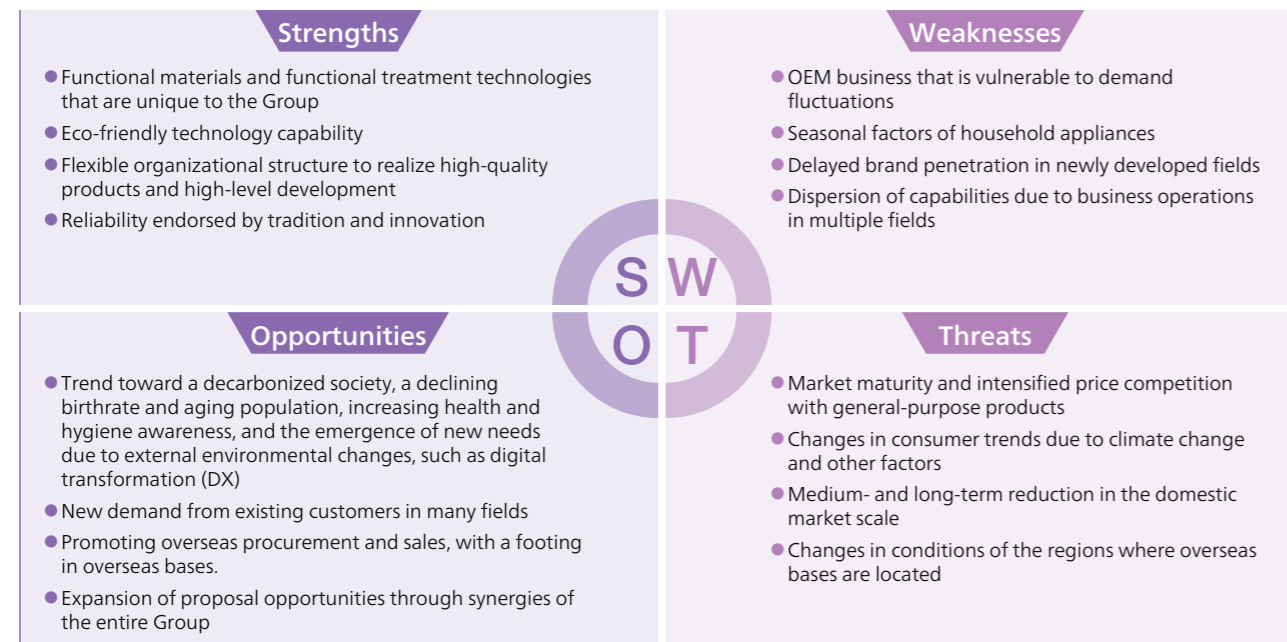 Strengths
● Functional materials and functional treatment technologies
that are unique to the Group
● Eco-friendly technology capability
● Flexible organizational structure to realize high-quality
products and high-level development
● Reliability endorsed by tradition and innovation
Weaknesses
● OEM business that is vulnerable to demand
fluctuations
● Seasonal factors of household appliances
● Delayed brand penetration in newly developed fields
● Dispersion of capabilities due to business operations
in multiple fields
S W
O T
Opportunities
● Trend toward a decarbonized society, a declining
birthrate and aging population, increasing health and
hygiene awareness, and the emergence of new needs
due to external environmental changes, such as digital
transformation (DX)
● New demand from existing customers in many fields
● Promoting overseas procurement and sales, with a footing
in overseas bases.
● Expansion of proposal opportunities through synergies of
the entire Group
Threats
● Market maturity and intensified price competition
with general-purpose products
● Changes in consumer trends due to climate change
and other factors
● Medium- and long-term reduction in the domestic
market scale
● Changes in conditions of the regions where overseas
bases are located